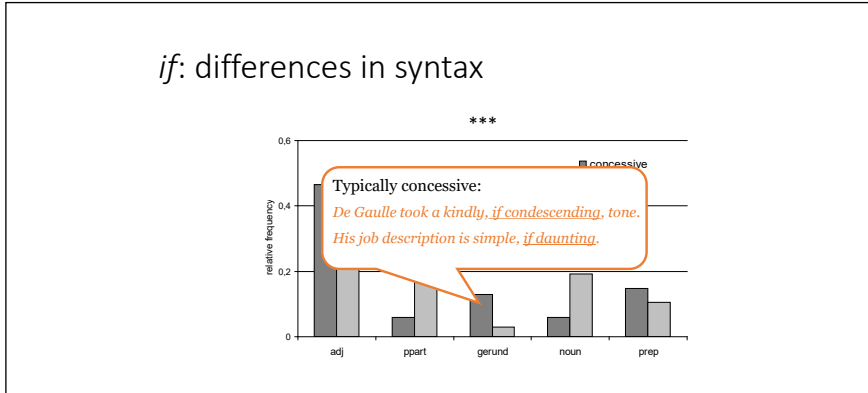 if: differences in syntax
***
0,6
concessive
Typically concessive:
De Gaulle took a kindly, if condescending, tone.
His job description is simple, if daunting.
0,4
relative frequency
0,2
0
adj ppart gerund noun prep